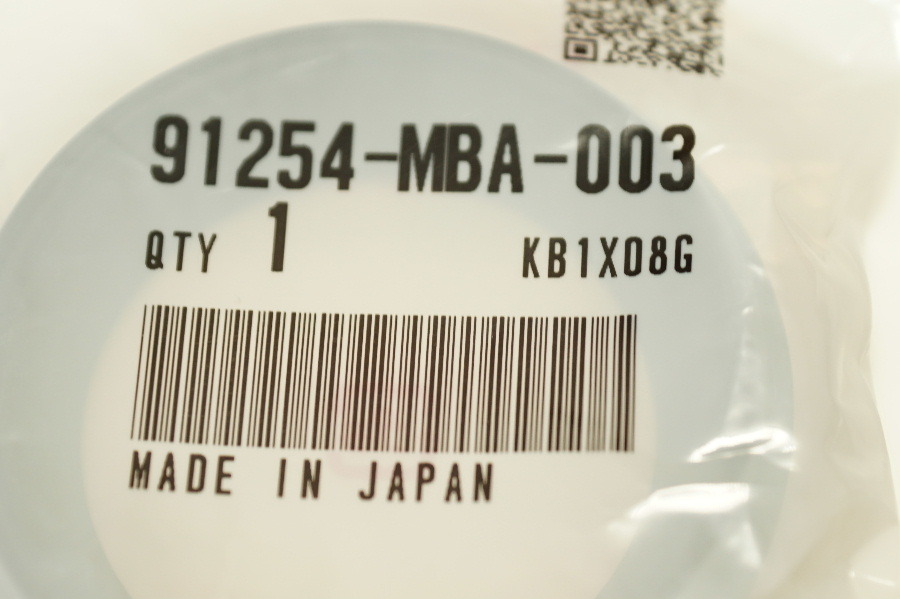 91254-MBA-003
QTY 1 KB1X08G
MADE IN JAPAN